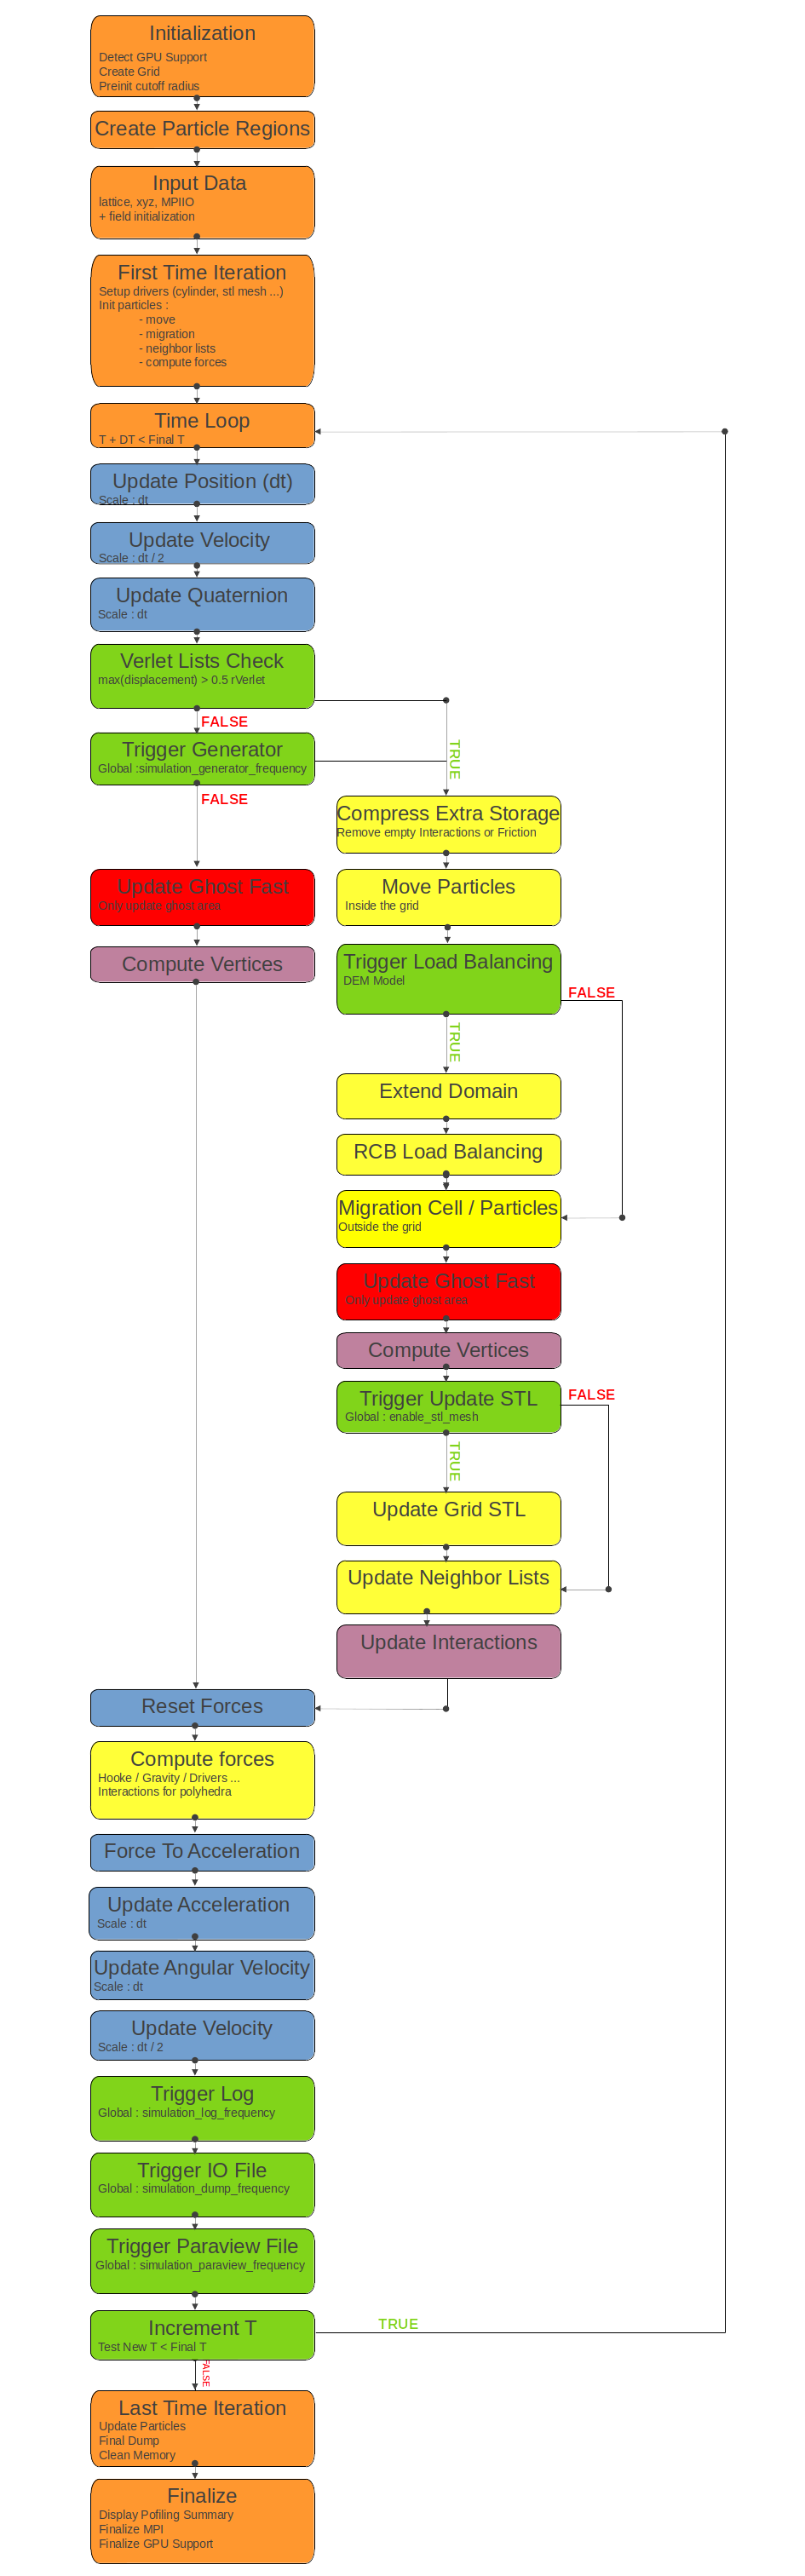 Initialization
Detect GPU Support
Create Grid
Preinit cutoff radius
Create Particle Regions
Input Data
lattice, xyz, MPIIO
+ field initialization
First Time Iteration
Setup drivers (cylinder, stl mesh ...)
Init particles :
- move
- migration
- neighbor lists
- compute forces
Time Loop
T + DT < Final T
Update Position (dt)
Scale : dt
Update Velocity
Scale : dt / 2
Update Quaternion
Scale : dt
Verlet Lists Check
max(displacement) > 0.5 rVerlet
FALSE
TRUE
Trigger Generator
Global :simulation_generator_frequency
FALSE
Compress Extra Storage
Remove empty Interactions or Friction
Update Ghost Fast
Only update ghost area
Move Particles
Inside the grid
Compute Vertices
Trigger Load Balancing
DEM Model
FALSE
TRUE
Extend Domain
RCB Load Balancing
Migration Cell / Particles
Outside the grid
Update Ghost Fast
Only update ghost area
Compute Vertices
Trigger Update STL
Global : enable_stl_mesh
FALSE
TRUE
Update Grid STL
Update Neighbor Lists
Update Interactions
Reset Forces
Compute forces
Hooke / Gravity / Drivers ...
Interactions for polyhedra
Force To Acceleration
Update Acceleration
Scale : dt
Update Angular Velocity
Scale : dt
Update Velocity
Scale : dt / 2
Trigger Log
Global : simulation_log_frequency
Trigger IO File
Global : simulation_dump_frequency
Trigger Paraview File
Global : simulation_paraview_frequency
Increment T
Test New T < Final T
TRUE
FALSE
Last Time Iteration
Update Particles
Final Dump
Clean Memory
Finalize
Display Pofiling Summary
Finalize MPI
Finalize GPU Support